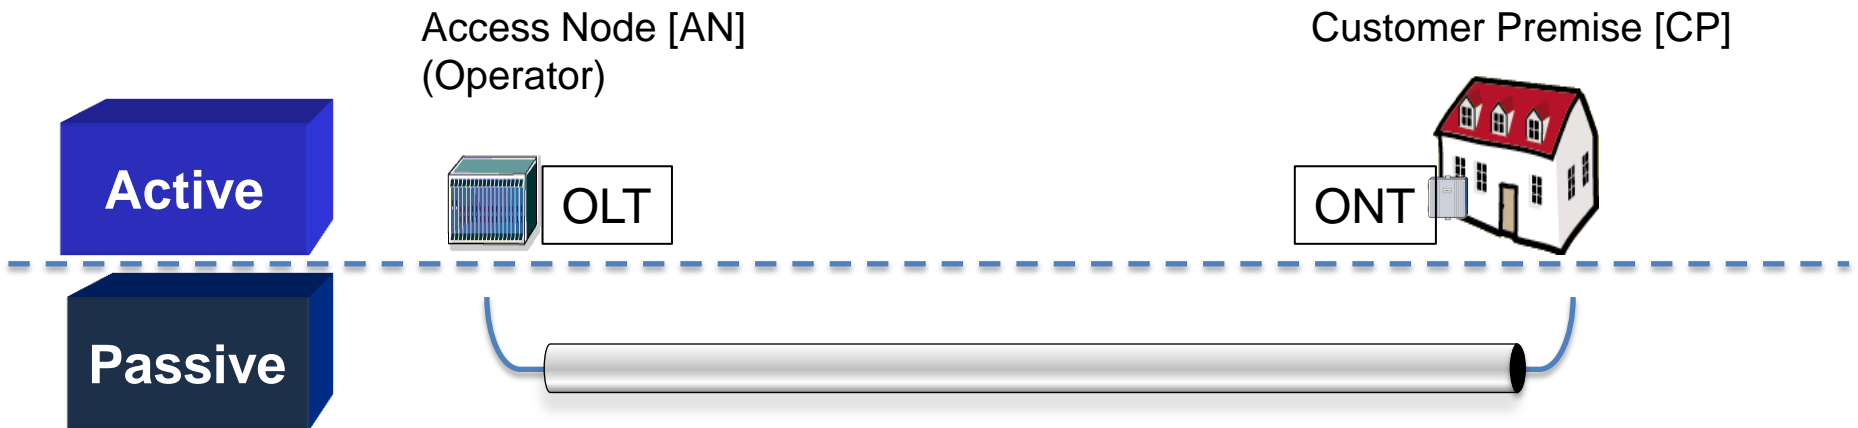 Access Node [AN]
(Operator)
Customer Premise [CP]
Active
OLT
ONT
Passive